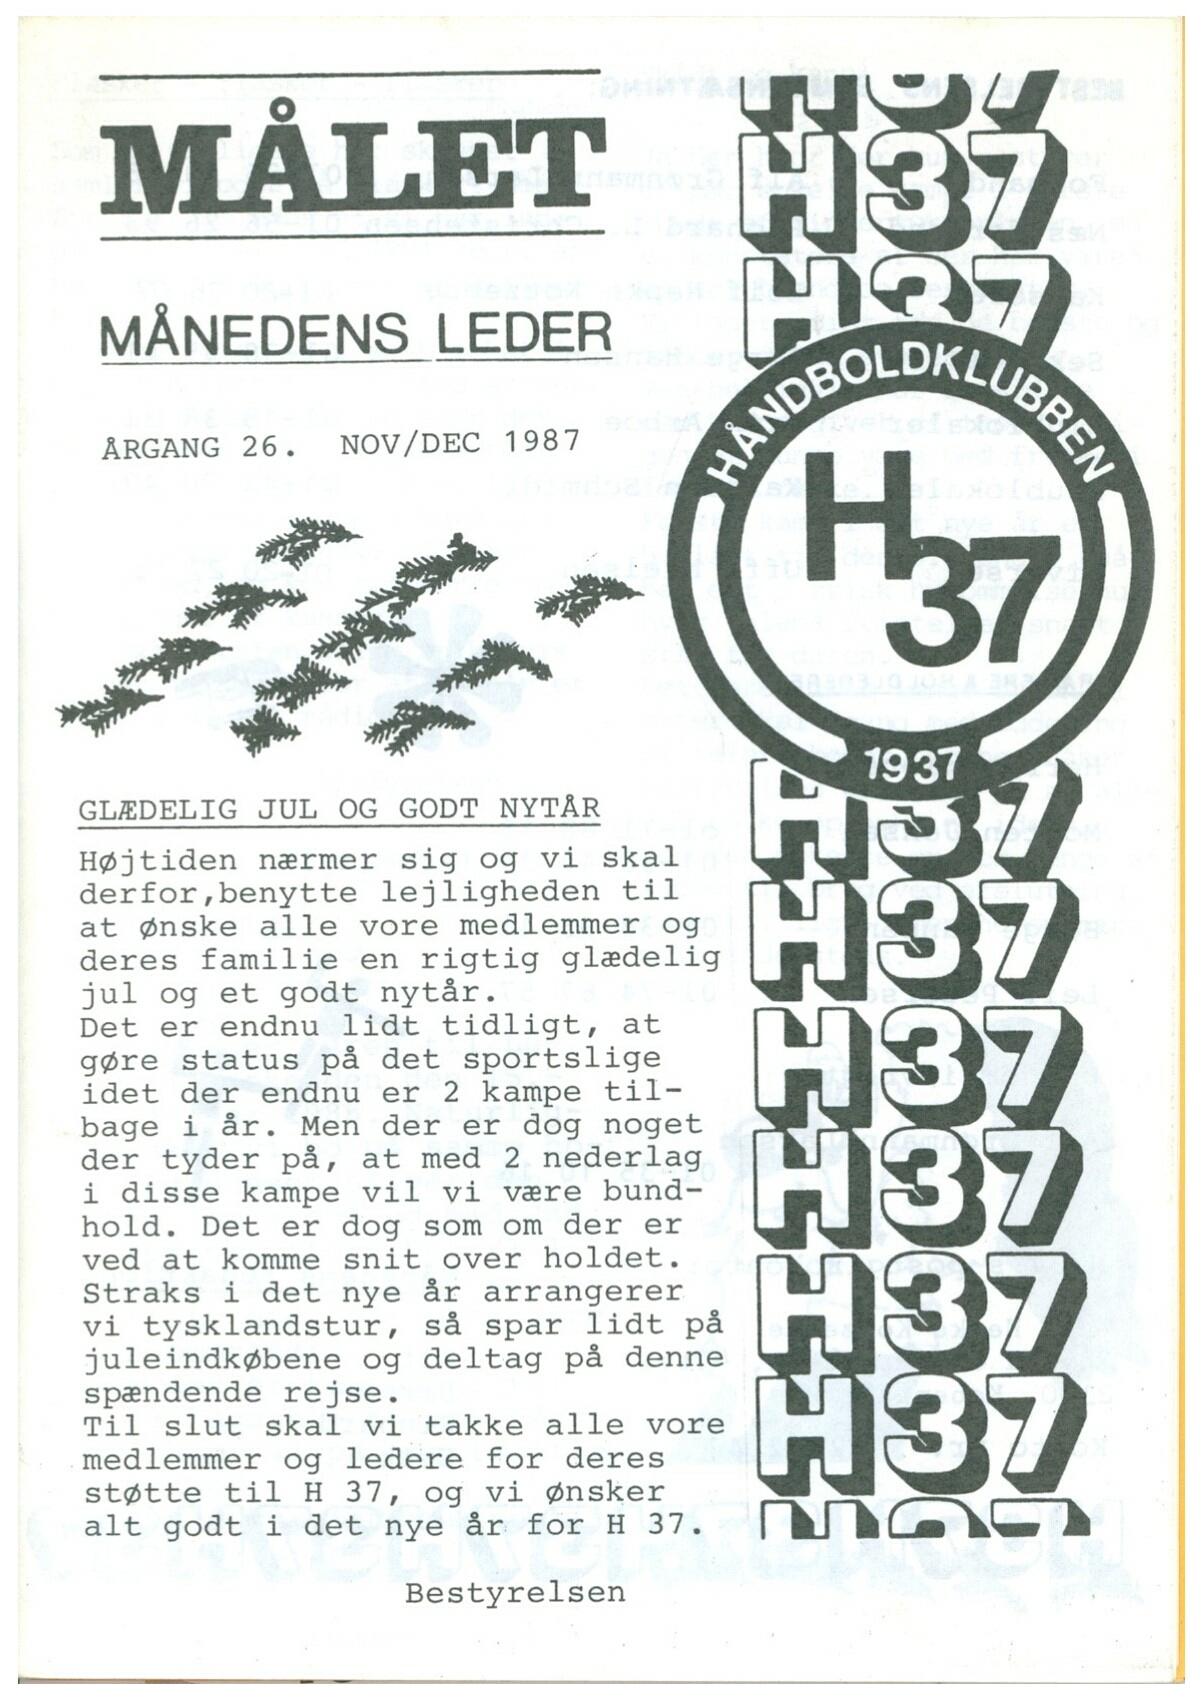 MÅLET
MÅNEDENS LEDER
ÅRGANG 26. NOV/DEC 1987
GLÆDELIG JUL OG GODT NYTÅR
Højtiden nærmer sig og vi skal
derfor,benytte lejligheden til
at ønske alle vore medlemmer og
deres familie en rigtig glædelig
jul og et godt nytår.
Det er endnu lidt tidligt, at
gøre status på det sportslige
idet der endnu er 2 kampe til-
bage i år. Men der er dog noget
der tyder på, at med 2 nederlag
i disse kampe vil vi være bund-
hold. Det er dog som om der er
ved at komme snit over holdet.
Straks i det nye år arrangerer
vi tysklandstur, så spar lidt på
juleindkøbene og deltag på denne
spændende rejse.
Til slut skal vi takke alle vore
medlemmer og ledere for deres
støtte til H 37, og vi ønsker
alt godt i det nye år for H 37.
Bestyrelsen
H37
H37
H37
HÅNDBOLDKLUBBEN
H
37
1937
H37
H37
H37
H37
H37
H37
H37